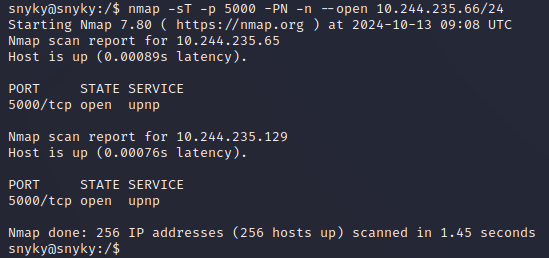 snyky@snyky:/$ nmap -sT -p 5000 -PN -n --open 10.244.235.66/24
Starting Nmap 7.80 ( https://nmap.org ) at 2024-10-13 09:08 UTC
Nmap scan report for 10.244.235.65
Host is up (0.00089s latency).
PORT     STATE SERVICE
5000/tcp open  upnp
Nmap scan report for 10.244.235.129
Host is up (0.00076s latency).
PORT     STATE SERVICE
5000/tcp open  upnp
Nmap done: 256 IP addresses (256 hosts up) scanned in 1.45 seconds
snyky@snyky:/$